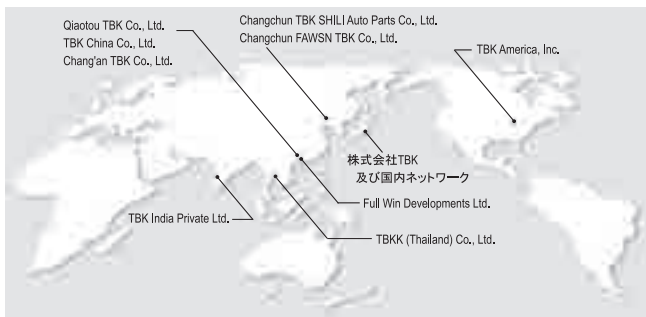 Qiaotou TBK Co., Ltd.
TBK China Co., Ltd.
Chang'an TBK Co., Ltd.
Changchun TBK SHILI Auto Parts Co., Ltd.
Changchun FAWSN TBK Co., Ltd.
TBK America, Inc.
株式会社TBK
及び国内ネットワーク
Full Win Developments Ltd.
TBK India Private Ltd.
TBKK (Thailand) Co., Ltd.